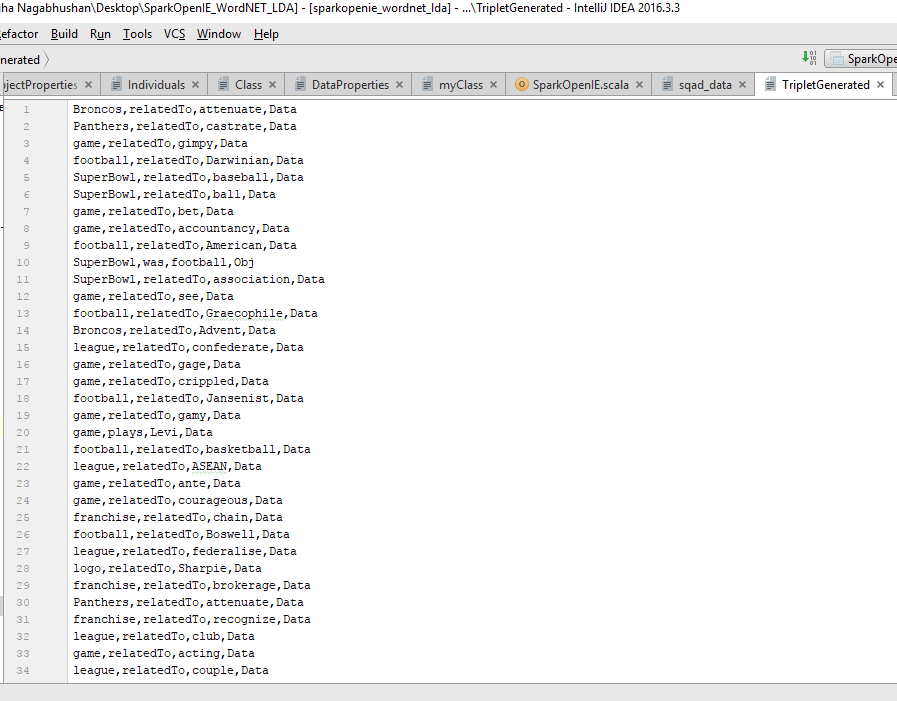 gha Nagabhushan\Desktop\SparkOpenIE_WordNET_LDA] - [sparkopenie_wordnet_lda] - ...\TripletGenerated - IntelliJ IDEA 2016.3.3
efactor Build Run Tools VCS Window Help
nerated SparkOpe
jectProperties Individuals Class DataProperties myClass SparkOpenIE.scala sqad_data TripletGenerated
1 Broncos,relatedTo,attenuate,Data
2 Panthers,relatedTo,castrate,Data
3 game,relatedTo,gimpy,Data
4 football,relatedTo,Darwinian,Data
5 SuperBowl,relatedTo,baseball,Data
6 SuperBowl,relatedTo,ball,Data
7 game,relatedTo,bet,Data
8 game,relatedTo,accountancy,Data
9 football,relatedTo,American,Data
10 SuperBowl,was,football,Obj
11 SuperBowl,relatedTo,association,Data
12 game,relatedTo,see,Data
13 football,relatedTo,Graecophile,Data
14 Broncos,relatedTo,Advent,Data
15 league,relatedTo,confederate,Data
16 game,relatedTo,gage,Data
17 game,relatedTo,crippled,Data
18 football,relatedTo,Jansenist,Data
19 game,relatedTo,gamy,Data
20 game,plays,Levi,Data
21 football,relatedTo,basketball,Data
22 league,relatedTo,ASEAN,Data
23 game,relatedTo,ante,Data
24 game,relatedTo,courageous,Data
25 franchise,relatedTo,chain,Data
26 football,relatedTo,Boswell,Data
27 league,relatedTo,federalise,Data
28 logo,relatedTo,Sharpie,Data
29 franchise,relatedTo,brokerage,Data
30 Panthers,relatedTo,attenuate,Data
31 franchise,relatedTo,recognize,Data
32 league,relatedTo,club,Data
33 game,relatedTo,acting,Data
34 league,relatedTo,couple,Data